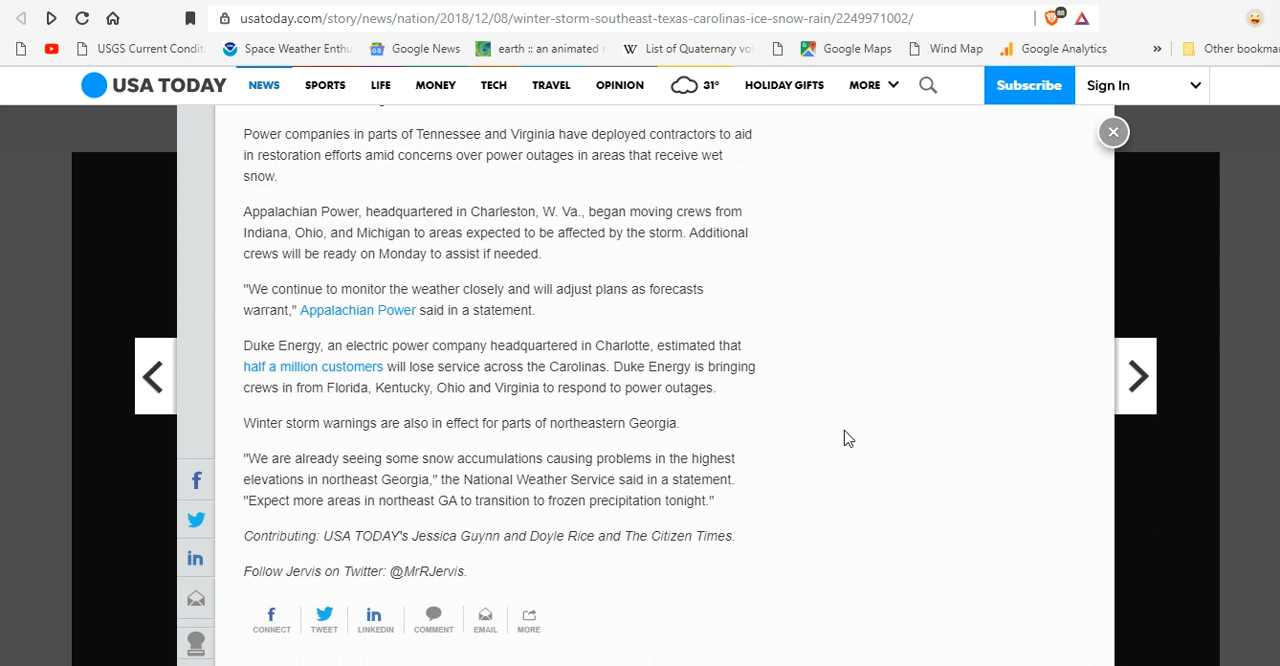 usatoday.com/story/news/nation/2018/12/08/winter-storm-southeast-texas-carolinas-ice-snow-rain/2249971002/
88
USGS Current Condit
Space Weather Enthu
Google News
earth :: an animated
List of Quaternary vo
Google Maps
Wind Map
Google Analytics
»
Other bookma
USA TODAY
NEWS
SPORTS
LIFE
MONEY
TECH
TRAVEL
OPINION
31°
HOLIDAY GIFTS
MORE
Subscribe
Sign In
Power companies in parts of Tennessee and Virginia have deployed contractors to aid
in restoration efforts amid concerns over power outages in areas that receive wet
snow.
Appalachian Power, headquartered in Charleston, W. Va., began moving crews from
Indiana, Ohio, and Michigan to areas expected to be affected by the storm. Additional
crews will be ready on Monday to assist if needed.
"We continue to monitor the weather closely and will adjust plans as forecasts
warrant," Appalachian Power said in a statement.
Duke Energy, an electric power company headquartered in Charlotte, estimated that
half a million customers will lose service across the Carolinas. Duke Energy is bringing
crews in from Florida, Kentucky, Ohio and Virginia to respond to power outages.
Winter storm warnings are also in effect for parts of northeastern Georgia.
"We are already seeing some snow accumulations causing problems in the highest
elevations in northeast Georgia," the National Weather Service said in a statement.
"Expect more areas in northeast GA to transition to frozen precipitation tonight."
Contributing: USA TODAY's Jessica Guynn and Doyle Rice and The Citizen Times.
Follow Jervis on Twitter: @MrRJervis.
CONNECT
TWEET
LINKEDIN
COMMENT
EMAIL
MORE